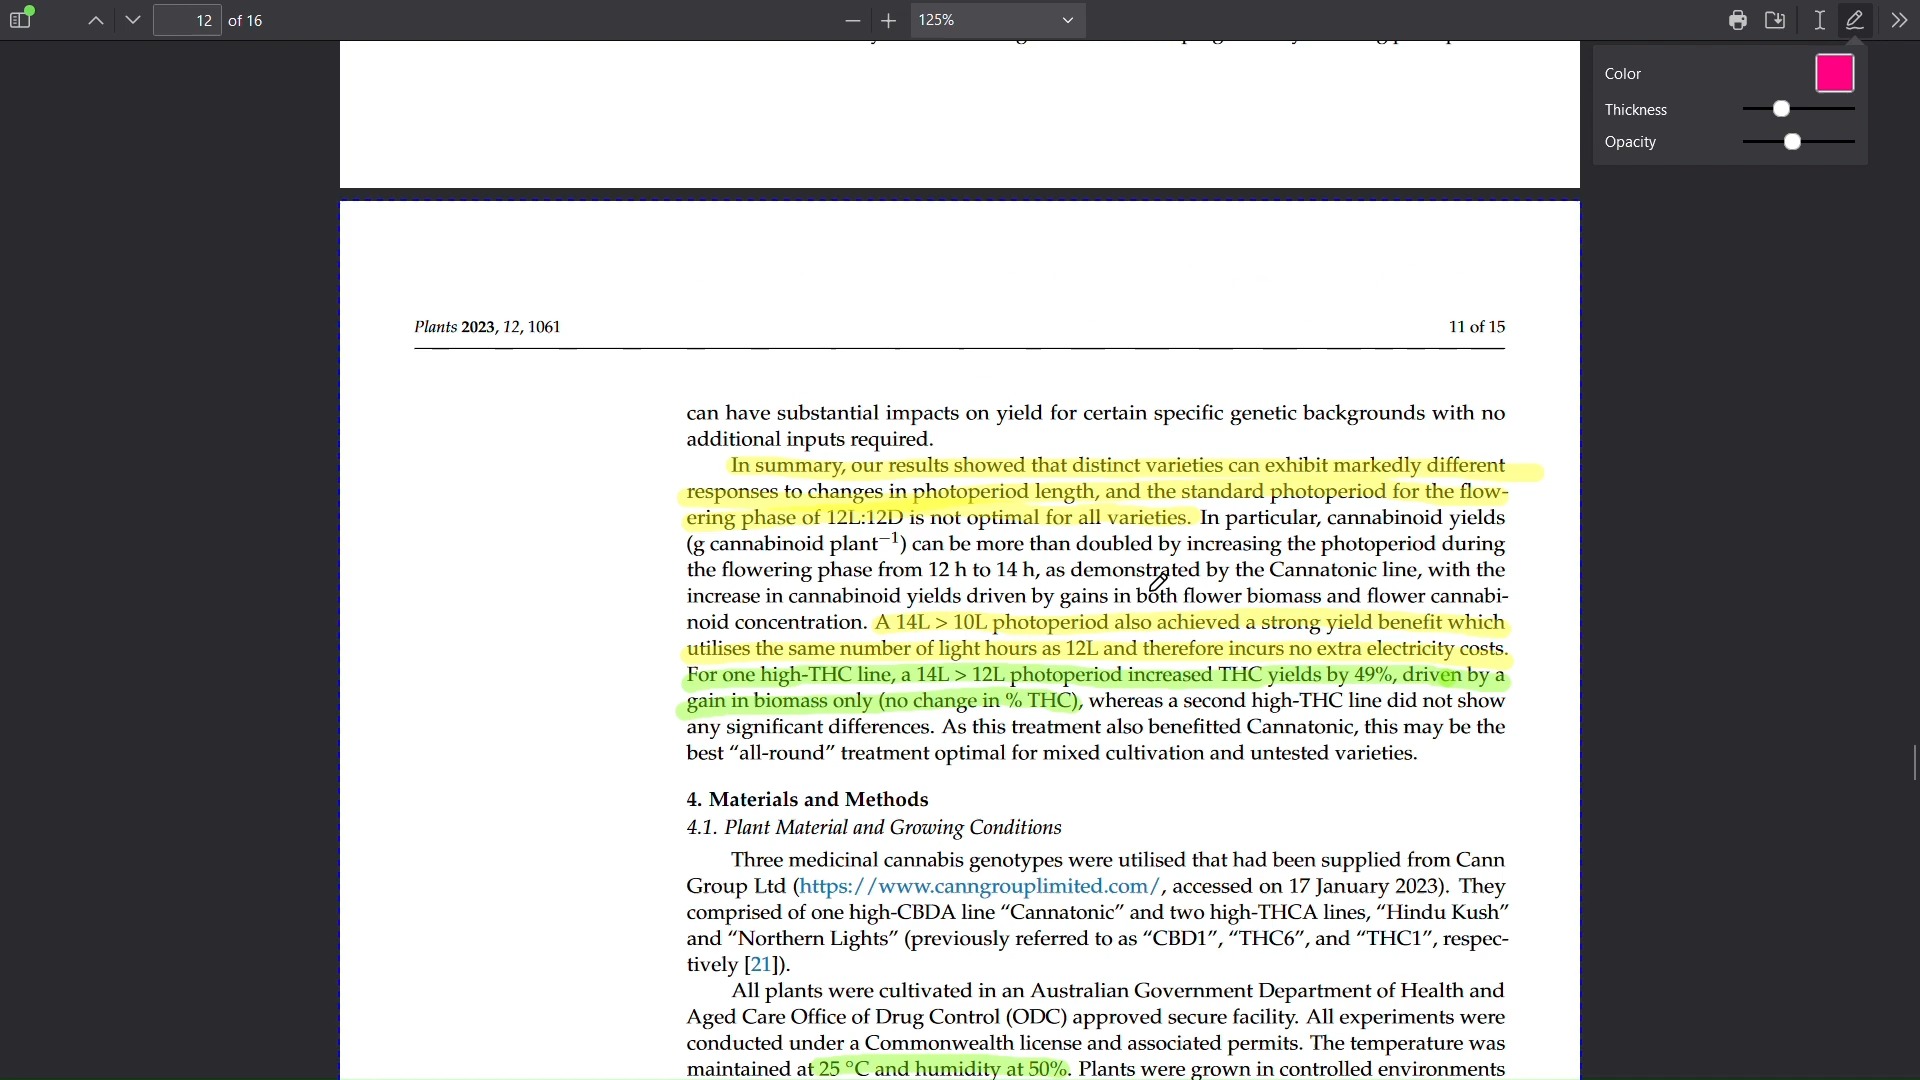 12 of 16
125%
Color
Thickness
Opacity
Plants 2023, 12, 1061
11 of 15
can have substantial impacts on yield for certain specific genetic backgrounds with no
additional inputs required.
In summary, our results showed that distinct varieties can exhibit markedly different
responses to changes in photoperiod length, and the standard photoperiod for the flow-
ering phase of 12L:12D is not optimal for all varieties. In particular, cannabinoid yields
(g cannabinoid plant⁻¹) can be more than doubled by increasing the photoperiod during
the flowering phase from 12 h to 14 h, as demonstrated by the Cannatonic line, with the
increase in cannabinoid yields driven by gains in both flower biomass and flower cannabi-
noid concentration. A 14L > 10L photoperiod also achieved a strong yield benefit which
utilises the same number of light hours as 12L and therefore incurs no extra electricity costs.
For one high-THC line, a 14L > 12L photoperiod increased THC yields by 49%, driven by a
gain in biomass only (no change in % THC), whereas a second high-THC line did not show
any significant differences. As this treatment also benefitted Cannatonic, this may be the
best “all-round” treatment optimal for mixed cultivation and untested varieties.
4. Materials and Methods
4.1. Plant Material and Growing Conditions
Three medicinal cannabis genotypes were utilised that had been supplied from Cann
Group Ltd (https://www.canngrouplimited.com/, accessed on 17 January 2023). They
comprised of one high-CBDA line “Cannatonic” and two high-THCA lines, “Hindu Kush”
and “Northern Lights” (previously referred to as “CBD1”, “THC6”, and “THC1”, respec-
tively [21]).
All plants were cultivated in an Australian Government Department of Health and
Aged Care Office of Drug Control (ODC) approved secure facility. All experiments were
conducted under a Commonwealth license and associated permits. The temperature was
maintained at 25 °C and humidity at 50%. Plants were grown in controlled environments